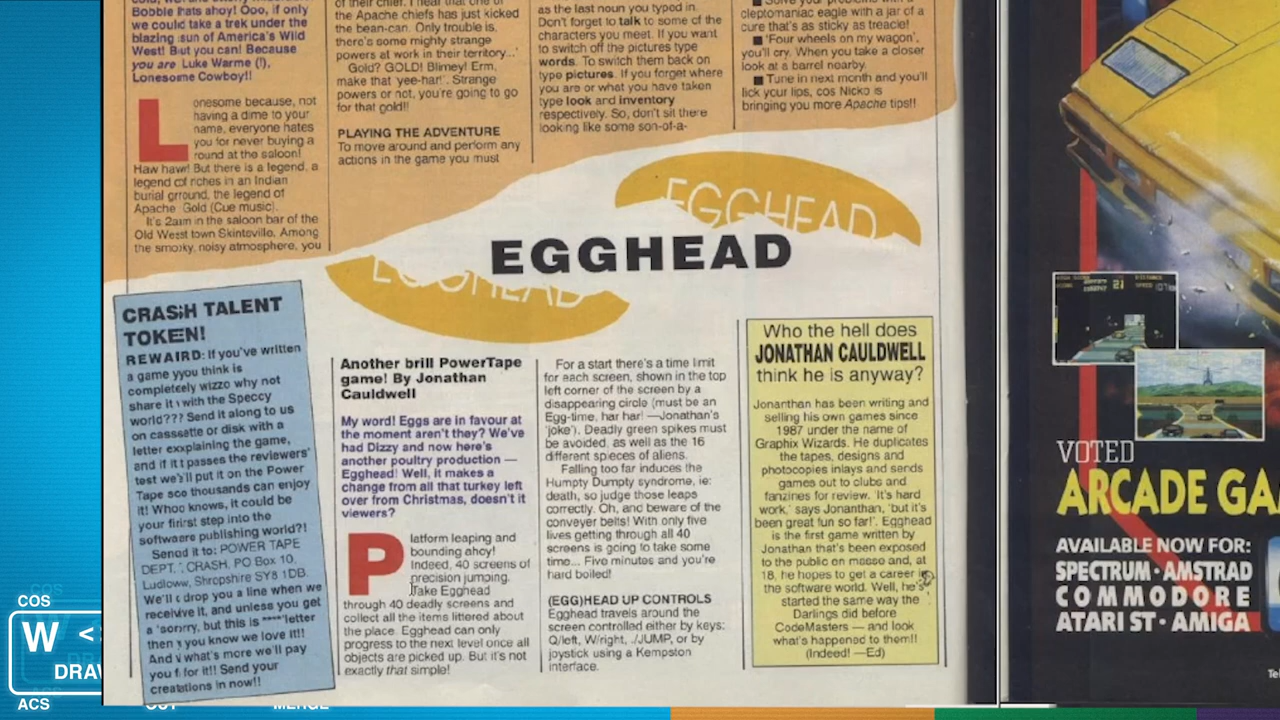 cold, wet and smelly Midlands!
Bobble hats ahoy! Ooo, if only
we could take a trek under the
blazing sun of America's Wild
West! But you can! Because
you are Luke Warme (!),
Lonesome Cowboy!!
Lonesome because, not
having a dime to your
name, everyone hates
you for never buying a
round at the saloon!
Haw haw! But there is a legend, a
legend of riches in an Indian
burial ground, the legend of
Apache Gold (Cue music).
It's 2am in the saloon bar of the
Old West town Skintsville. Among
the smoky, noisy atmosphere, you
of their chief. I hear that one of
the Apache chiefs has just kicked
the bean-can. Only trouble is,
there's some mighty strange
powers at work in their territory...'
Gold? GOLD! Blimey! Erm,
make that 'yee-har!'. Strange
powers or not, you're going to go
for that gold!!
PLAYING THE ADVENTURE
To move around and perform any
actions in the game you must
as the last noun you typed in.
Don't forget to talk to some of the
characters you meet. If you want
to switch off the pictures type
words. To switch them back on
type pictures. If you forget where
you are or what you have taken
type look and inventory
respectively. So, don't sit there
looking like some son-of-a-
■ Solve your problems with a
cleptomaniac eagle with a jar of a
cure that's as sticky as treacle!
■ 'Four wheels on my wagon',
you'll cry. When you take a closer
look at a barrel nearby.
■ Tune in next month and you'll
lick your lips, cos Nicko is
bringing you more Apache tips!!
EGGHEAD
EGGHEAD
EGGHEAD
CRASH TALENT
TOKEN!
REWARD: If you've written
a game you think is
completely wizzo why not
share it with the Speccy
world??? Send it along to us
on cassette or disk with a
letter explaining the game,
and if it passes the reviewers'
test we'll put it on the Power
Tape soo thousands can enjoy
it! Whoo knows, it could be
your first step into the
software publishing world?!
Send it to: POWER TAPE
DEPT., CRASH, PO Box 10,
Ludlow, Shropshire SY8 1DB.
We'll drop you a line when we
receive it, and unless you get
a 'sorry, but this is ****' letter
then you know we love it!!
And what's more we'll pay
you for it!! Send your
creations in now!!
Another brill PowerTape
game! By Jonathan
Cauldwell
My word! Eggs are in favour at
the moment aren't they? We've
had Dizzy and now here's
another poultry production —
Egghead! Well, it makes a
change from all that turkey left
over from Christmas, doesn't it
viewers?
Platform leaping and
bounding ahoy!
Indeed, 40 screens of
precision jumping.
Take Egghead
through 40 deadly screens and
collect all the items littered about
the place. Egghead can only
progress to the next level once all
objects are picked up. But it's not
exactly that simple!
For a start there's a time limit
for each screen, shown in the top
left corner of the screen by a
disappearing circle (must be an
Egg-time, har har! —Jonathan's
'joke'). Deadly green spikes must
be avoided, as well as the 16
different spieces of aliens.
Falling too far induces the
Humpty Dumpty syndrome, ie:
death, so judge those leaps
correctly. Oh, and beware of the
conveyer belts! With only five
lives getting through all 40
screens is going to take some
time... Five minutes and you're
hard boiled!
(EGG)HEAD UP CONTROLS
Egghead travels around the
screen controlled either by keys:
Q/left, W/right, ./JUMP, or by
joystick using a Kempston
interface.
Who the hell does
JONATHAN CAULDWELL
think he is anyway?
Jonanthan has been writing and
selling his own games since
1987 under the name of
Graphix Wizards. He duplicates
the tapes, designs and
photocopies inlays and sends
games out to clubs and
fanzines for review. 'It's hard
work,' says Jonanthan, 'but it's
been great fun so far!'. Egghead
is the first game written by
Jonathan that's been exposed
to the public on masse and, at
18, he hopes to get a career in
the software world. Well, he's
started the same way the
Darlings did before
CodeMasters — and look
what's happened to them!!
(Indeed! —Ed)
VOTED
ARCADE GA
AVAILABLE NOW FOR:
SPECTRUM · AMSTRAD
COMMODORE
ATARI ST · AMIGA
COS
W <
DRAW
ACS
MERGE